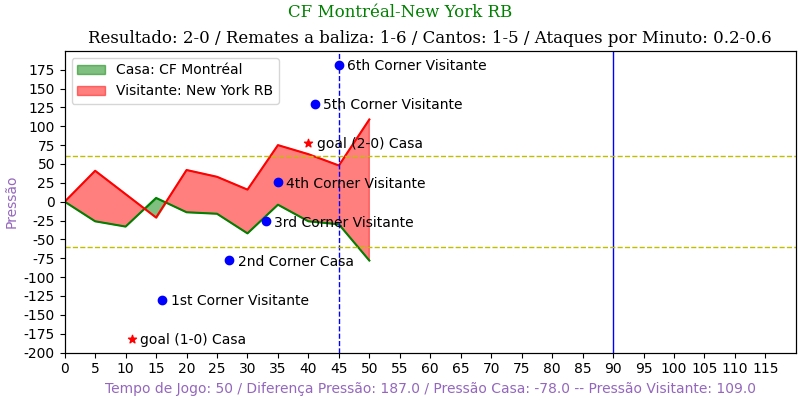 CF Montréal-New York RB
Resultado: 2-0 / Remates a baliza: 1-6 / Cantos: 1-5 / Ataques por Minuto: 0.2-0.6
Casa: CF Montréal
Visitante: New York RB
6th Corner Visitante
5th Corner Visitante
goal (2-0) Casa
4th Corner Visitante
3rd Corner Visitante
2nd Corner Casa
1st Corner Visitante
goal (1-0) Casa
Pressão
175
150
125
100
75
50
25
0
-25
-50
-75
-100
-125
-150
-175
-200
0 5 10 15 20 25 30 35 40 45 50 55 60 65 70 75 80 85 90 95 100 105 110 115
Tempo de Jogo: 50 / Diferença Pressão: 187.0 / Pressão Casa: -78.0 -- Pressão Visitante: 109.0